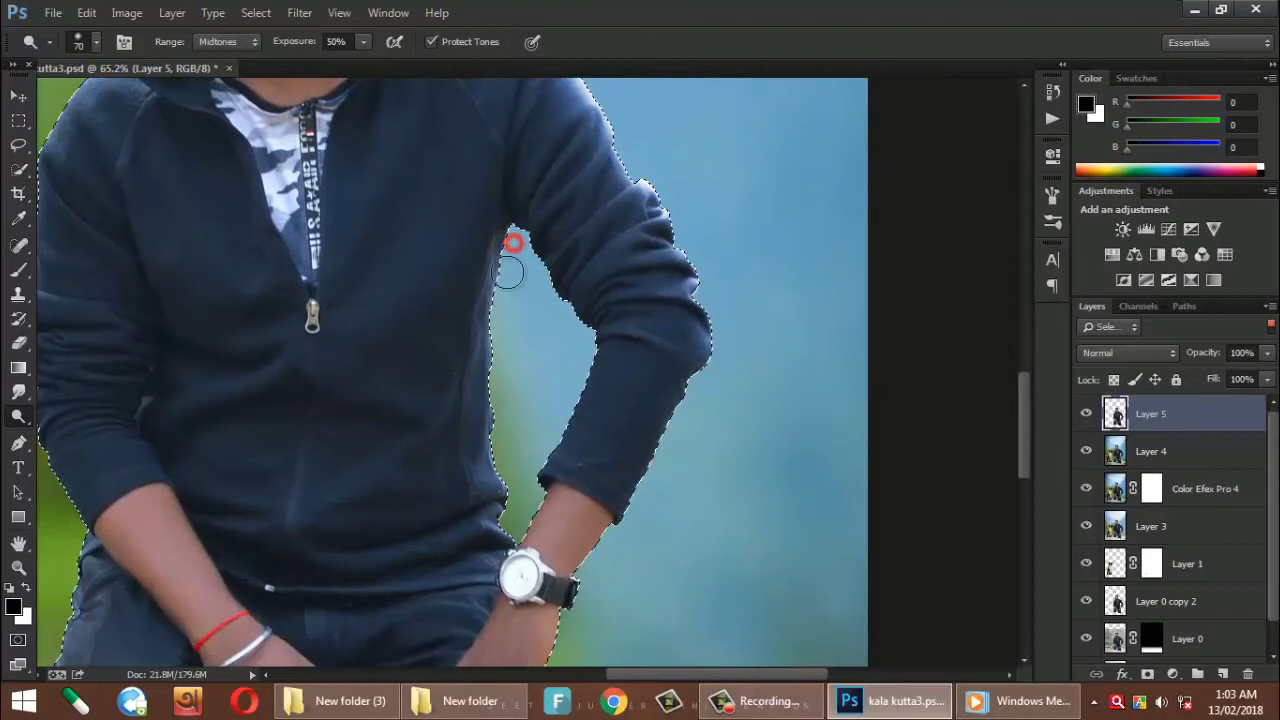 Ps File Edit Image Layer Type Select Filter View Window Help
70 Range: Midtones Exposure: 50% Protect Tones Essentials
kutta3.psd @ 65.2% (Layer 5, RGB/8) * ×
Color Swatches
R 0
G 0
B 0
Adjustments Styles
Add an adjustment
U.S.A AIR
Layers Channels Paths
Sele...
Normal Opacity: 100%
Lock: Fill: 100%
Layer 5
Layer 4
Color Efex Pro 4
Layer 3
Layer 1
Layer 0 copy 2
Layer 0
Doc: 21.8M/179.6M
New folder (3) New folder Recording... Ps kala kutta3.ps... Windows Me...
1:03 AM
13/02/2018